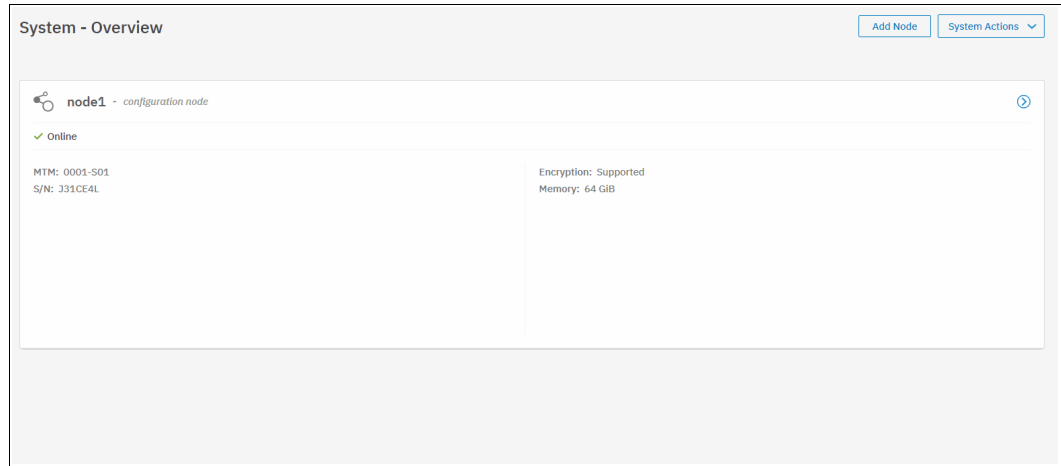 System - Overview
Add Node
System Actions
node1 - configuration node
Online
MTM: 0001-S01
S/N: J31CE4L
Encryption: Supported
Memory: 64 GiB